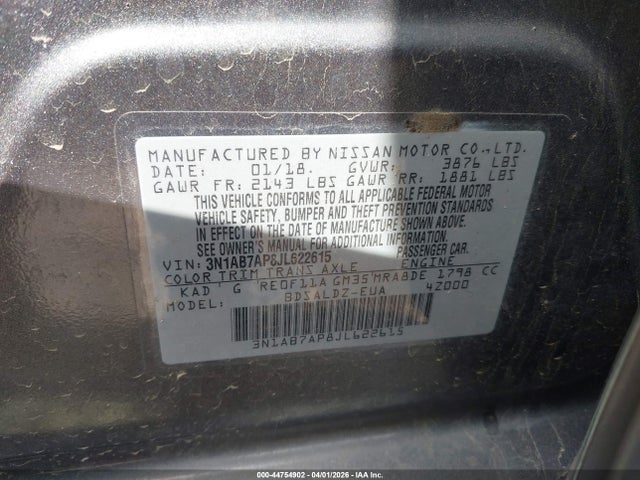 MANUFACTURED BY NISSAN MOTOR CO.,LTD.
DATE: 01/18. GVWR: 3876 LBS
GAWR FR: 2143 LBS GAWR RR: 1881 LBS
THIS VEHICLE CONFORMS TO ALL APPLICABLE FEDERAL MOTOR
VEHICLE SAFETY, BUMPER AND THEFT PREVENTION STANDARDS
IN EFFECT ON THE DATE OF MANUFACTURE SHOWN ABOVE.
SEE OWNER'S MANUAL FOR ADDITIONAL INFORMATION.
VIN: 3N1AB7AP8JL622615 PASSENGER CAR.
COLOR TRIM TRANS AXLE ENGINE
KAD G RE0F11A GM35 MRA8DE 1798 CC
MODEL: BDSALDZ-EUA 4Z000
3N1AB7AP8JL622615
000-44754902 - 04/01/2026 - IAA Corp.